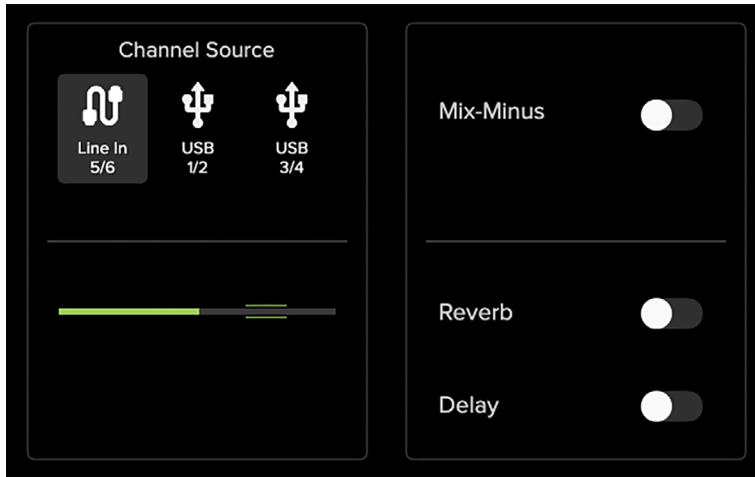 Channel Source
Line In
5/6
USB
1/2
USB
3/4
Mix-Minus
Reverb
Delay